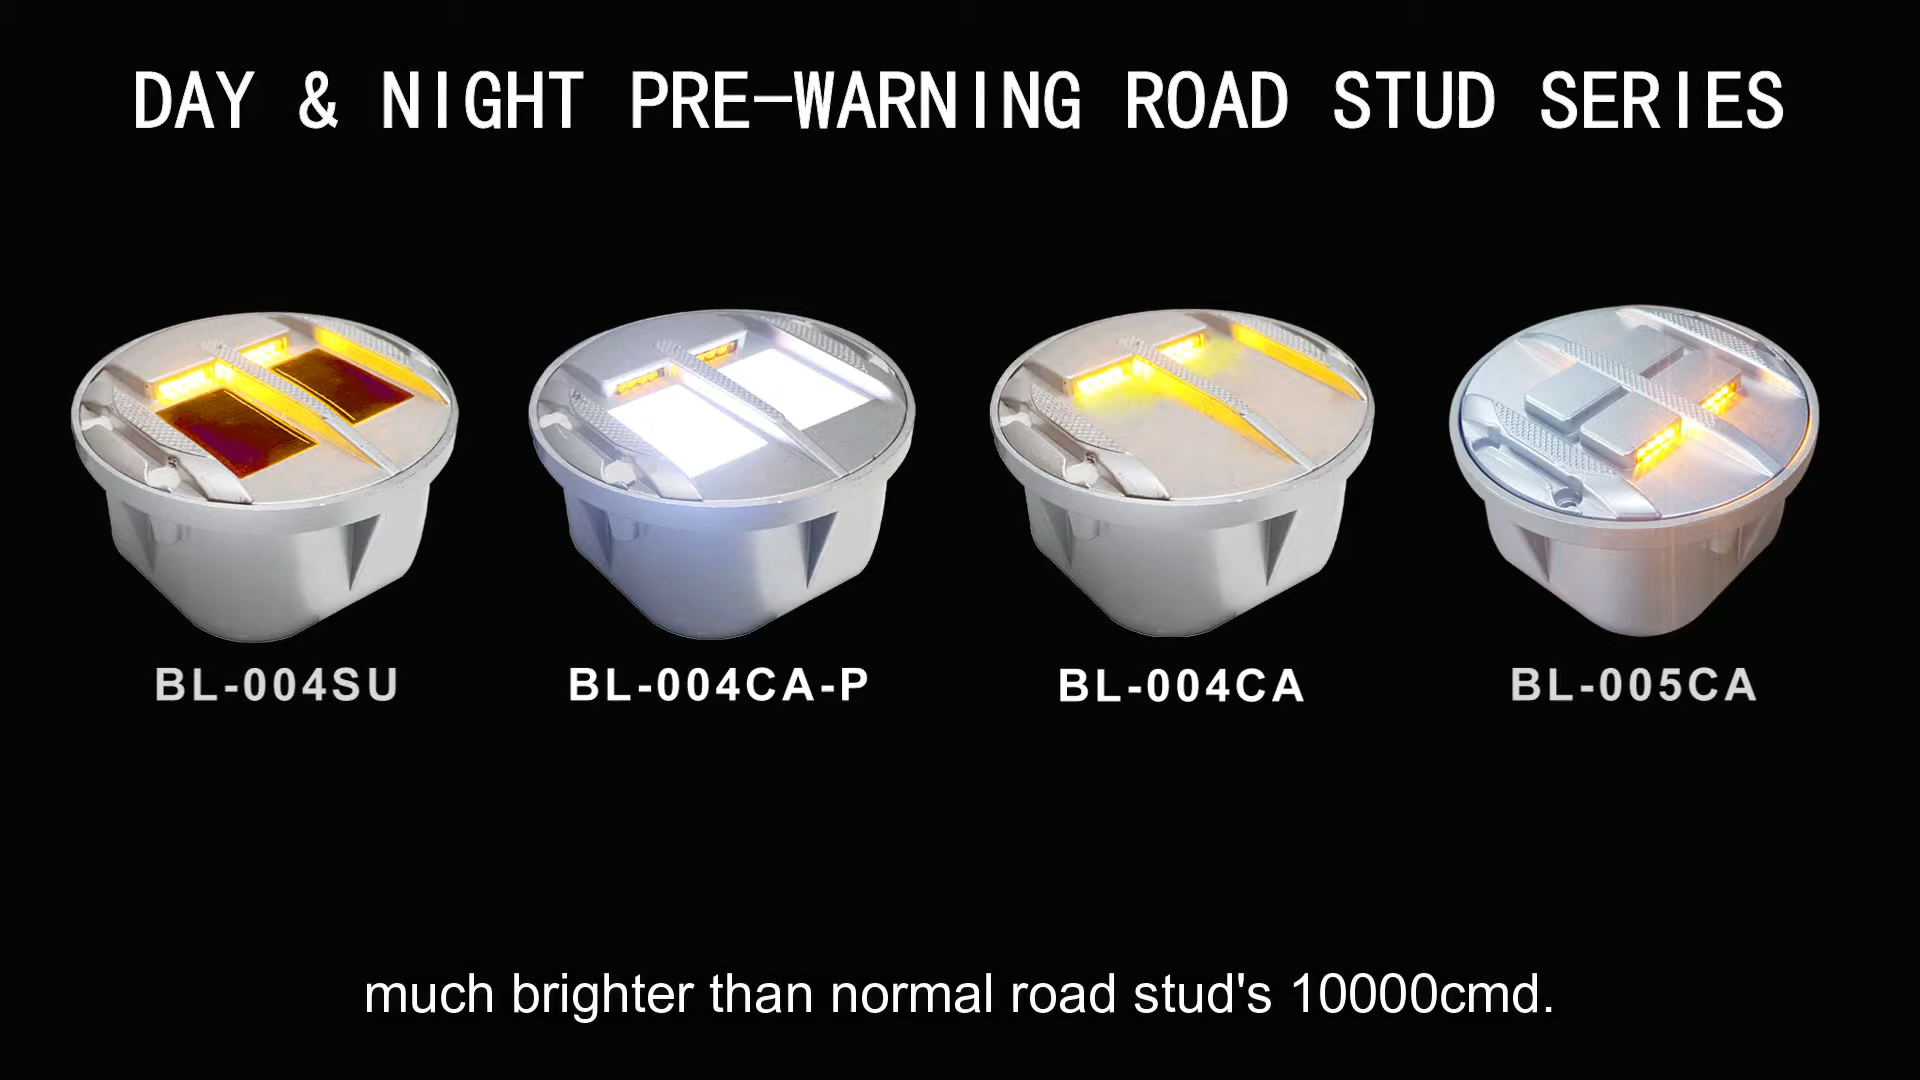 DAY & NIGHT PRE-WARNING ROAD STUD SERIES
BL-004SU
BL-004CA-P
BL-004CA
BL-005CA
much brighter than normal road stud's 10000cmd.